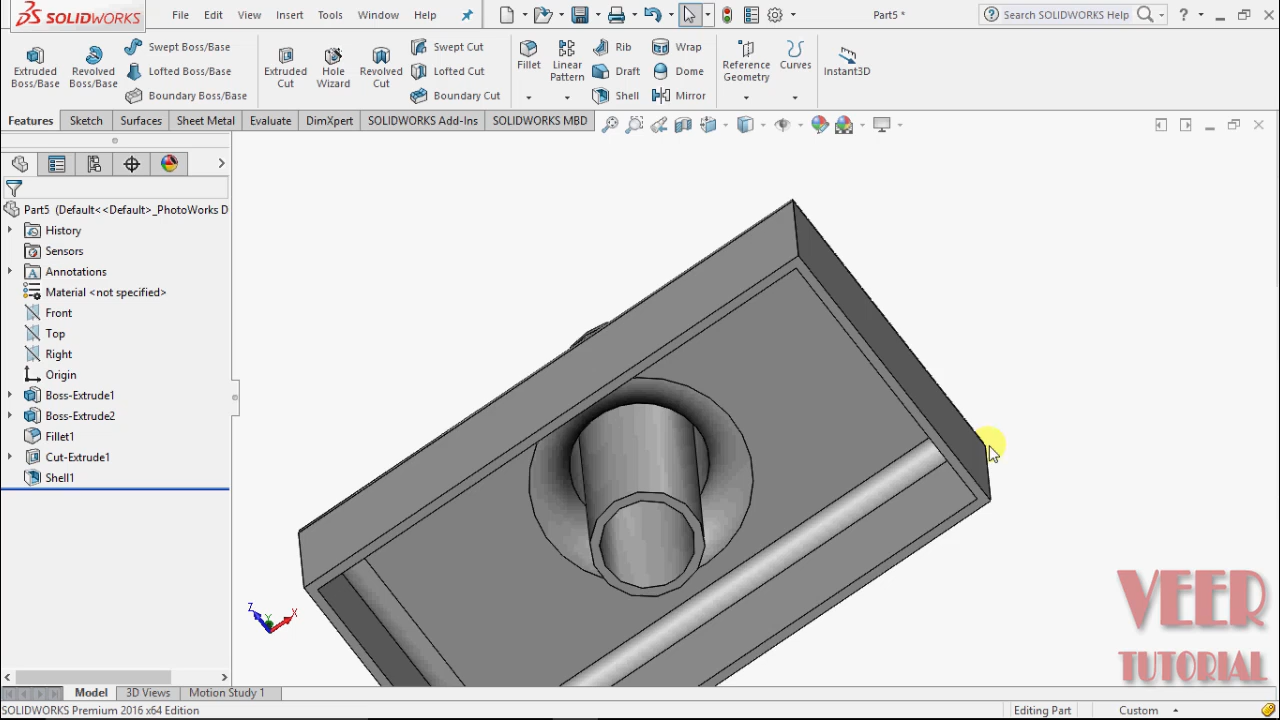 SOLIDWORKS File Edit View Insert Tools Window Help Part5 * Search SOLIDWORKS Help ?
Extruded Boss/Base
Revolved Boss/Base
Swept Boss/Base
Lofted Boss/Base
Boundary Boss/Base
Extruded Cut
Hole Wizard
Revolved Cut
Swept Cut
Lofted Cut
Boundary Cut
Fillet
Linear Pattern
Rib
Draft
Shell
Wrap
Dome
Mirror
Reference Geometry
Curves
Instant3D
Features Sketch Surfaces Sheet Metal Evaluate DimXpert SOLIDWORKS Add-Ins SOLIDWORKS MBD
Part5 (Default<<Default>_PhotoWorks D
History
Sensors
Annotations
Material <not specified>
Front
Top
Right
Origin
Boss-Extrude1
Boss-Extrude2
Fillet1
Cut-Extrude1
Shell1
Z Y X
VEER
TUTORIAL
Model 3D Views Motion Study 1
SOLIDWORKS Premium 2016 x64 Edition Editing Part Custom